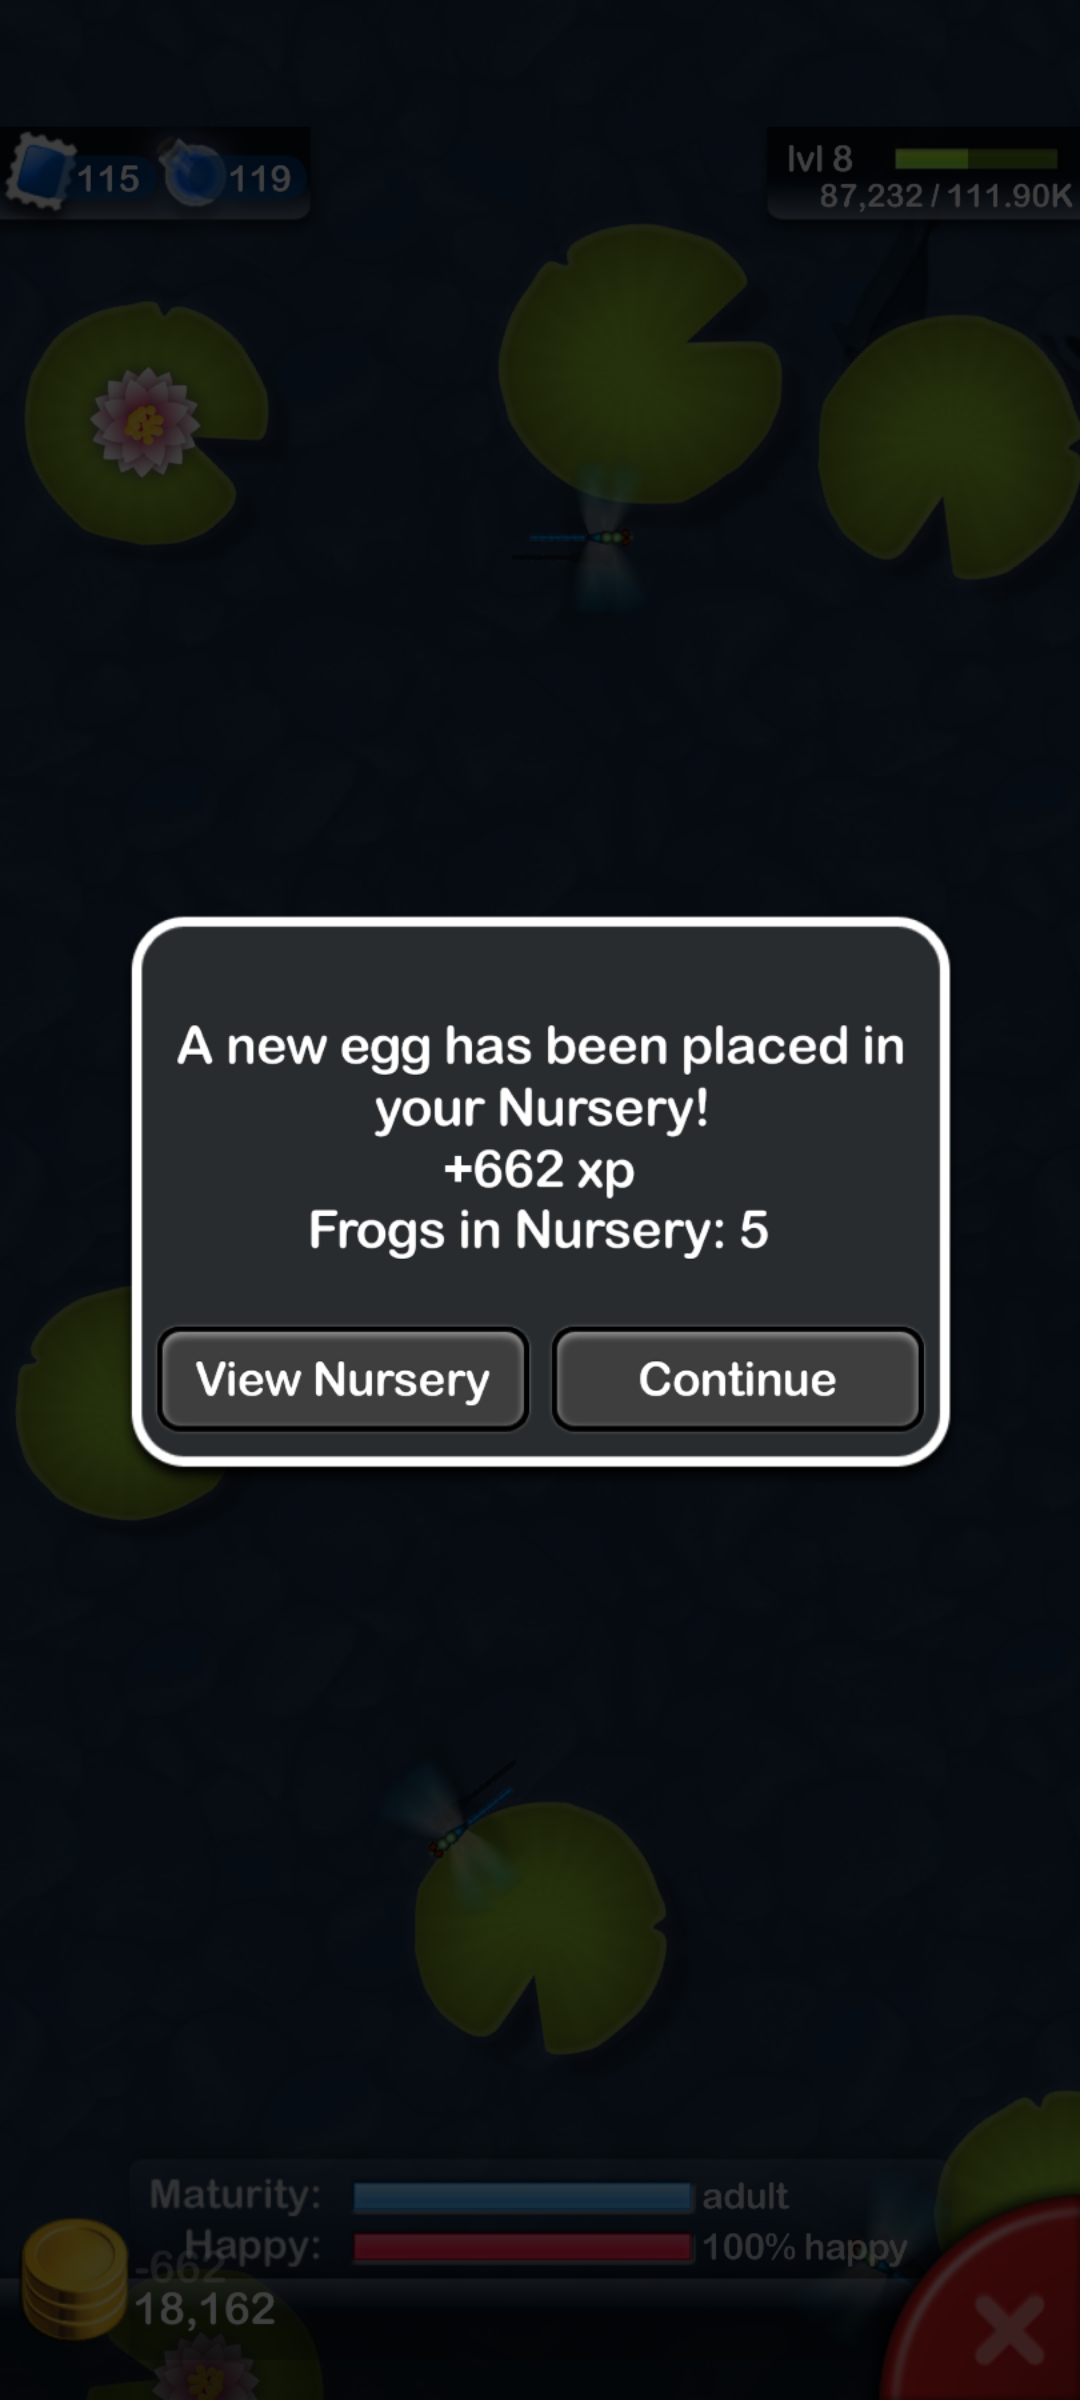 115 119
lvl 8
87,232 / 111.90K
A new egg has been placed in
your Nursery!
+662 xp
Frogs in Nursery: 5
View Nursery Continue
Maturity: adult
Happy: 100% happy
-662
18,162